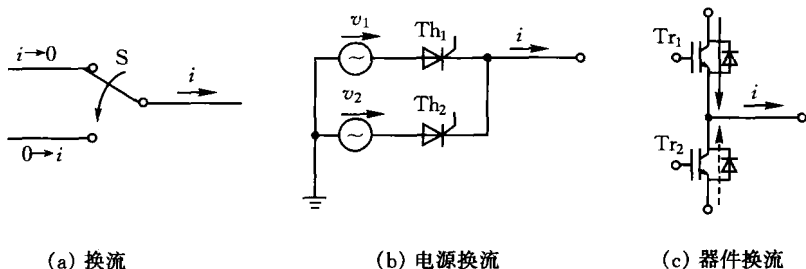 i→0
S
i
0→i
(a) 换流
v₁
Th₁
i
v₂
Th₂
(b) 电源换流
Tr₁
i
Tr₂
(c) 器件换流